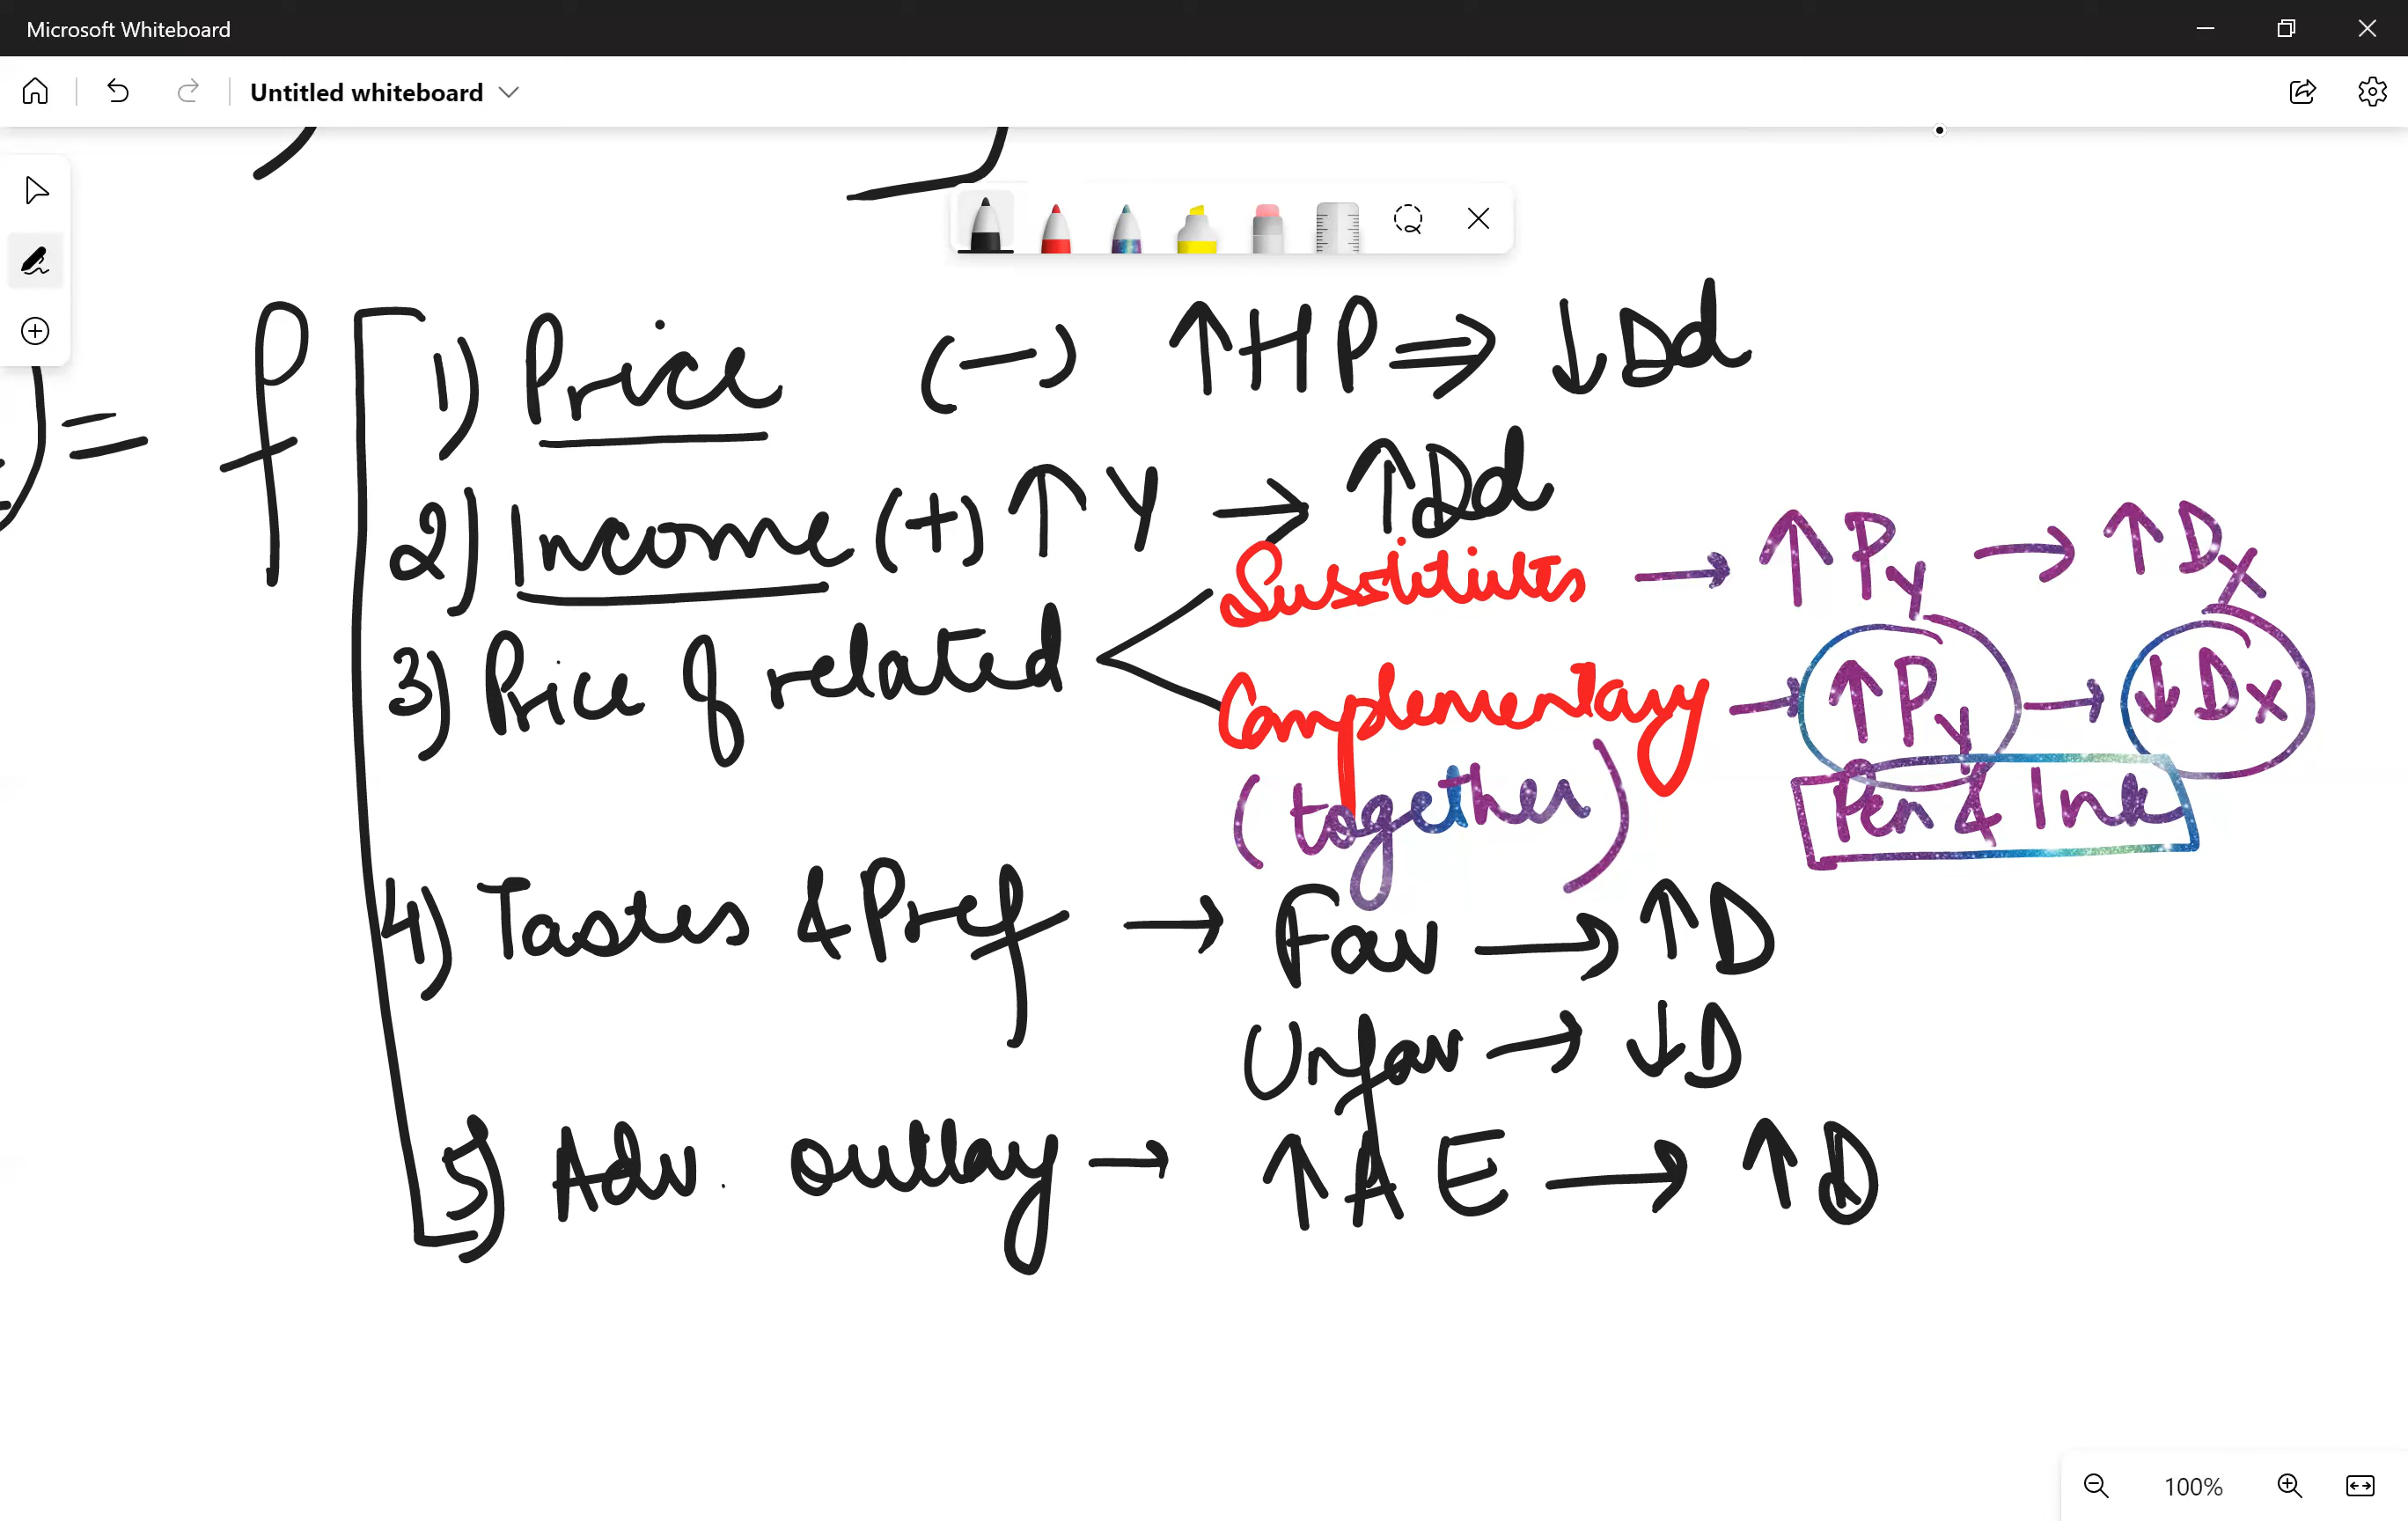 Microsoft Whiteboard
Untitled whiteboard
) = f [ 1) Price (-) ↑HP ⇒ ↓Dd
2) Income (+) ↑Y → ↑Dd
Susstitutes → ↑Py → ↑Dx
3) Price of related <
Complementary → ↑Py → ↓Dx
(together) Pen & Ink
4) Tastes & Pref → Fav → ↑D
Unfav → ↓D
5) Adv. outlay → ↑AE → ↑D
100%